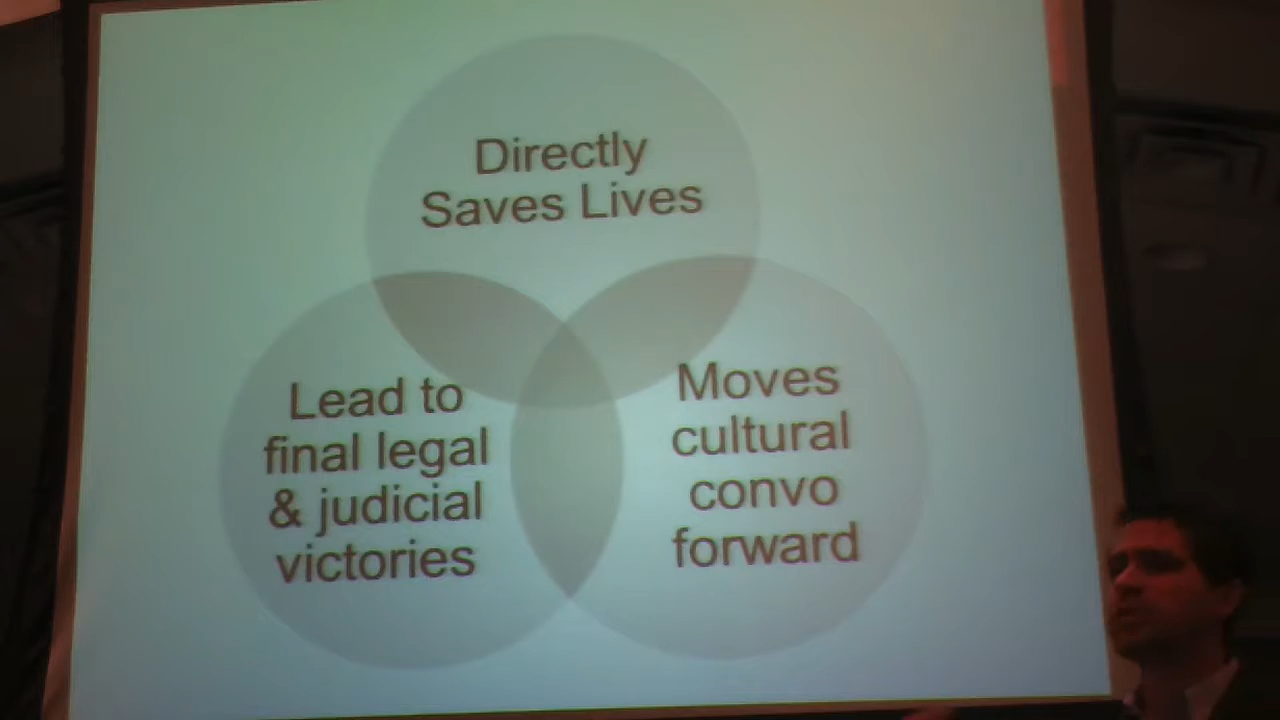 Directly
Saves Lives
Lead to
final legal
& judicial
victories
Moves
cultural
convo
forward